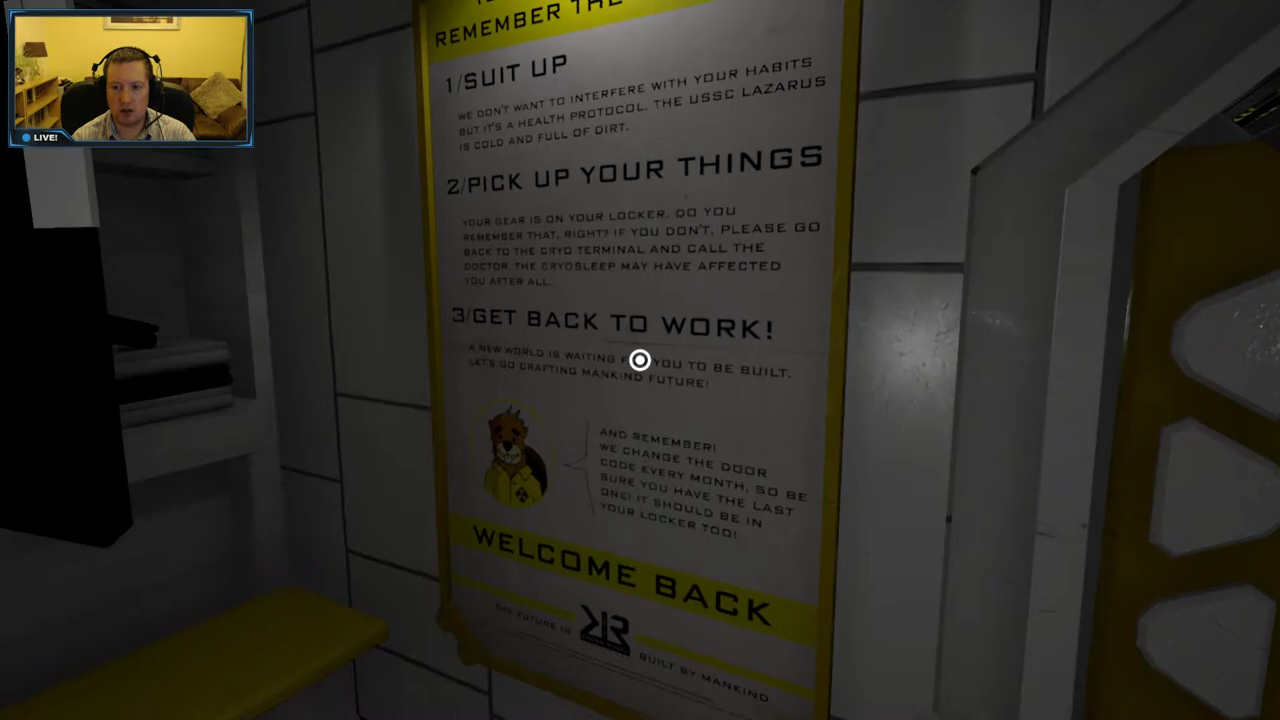 REMEMBER THE
1/SUIT UP
WE DON'T WANT TO INTERFERE WITH YOUR HABITS
BUT IT'S A HEALTH PROTOCOL. THE USSC LAZARUS
IS COLD AND FULL OF DIRT.
2/PICK UP YOUR THINGS
YOUR GEAR IS ON YOUR LOCKER. DO YOU
REMEMBER THAT, RIGHT? IF YOU DON'T, PLEASE GO
BACK TO THE CRYO TERMINAL AND CALL THE
DOCTOR. THE CRYOSLEEP MAY HAVE AFFECTED
YOU AFTER ALL.
3/GET BACK TO WORK!
A NEW WORLD IS WAITING YOU TO BE BUILT.
LET'S GO CRAFTING MANKIND FUTURE!
AND REMEMBER!
WE CHANGE THE DOOR
CODE EVERY MONTH, SO BE
SURE YOU HAVE THE LAST
ONE! IT SHOULD BE IN
YOUR LOCKER TOO!
WELCOME BACK
THE FUTURE IS
BUILT BY MANKIND
LIVE!